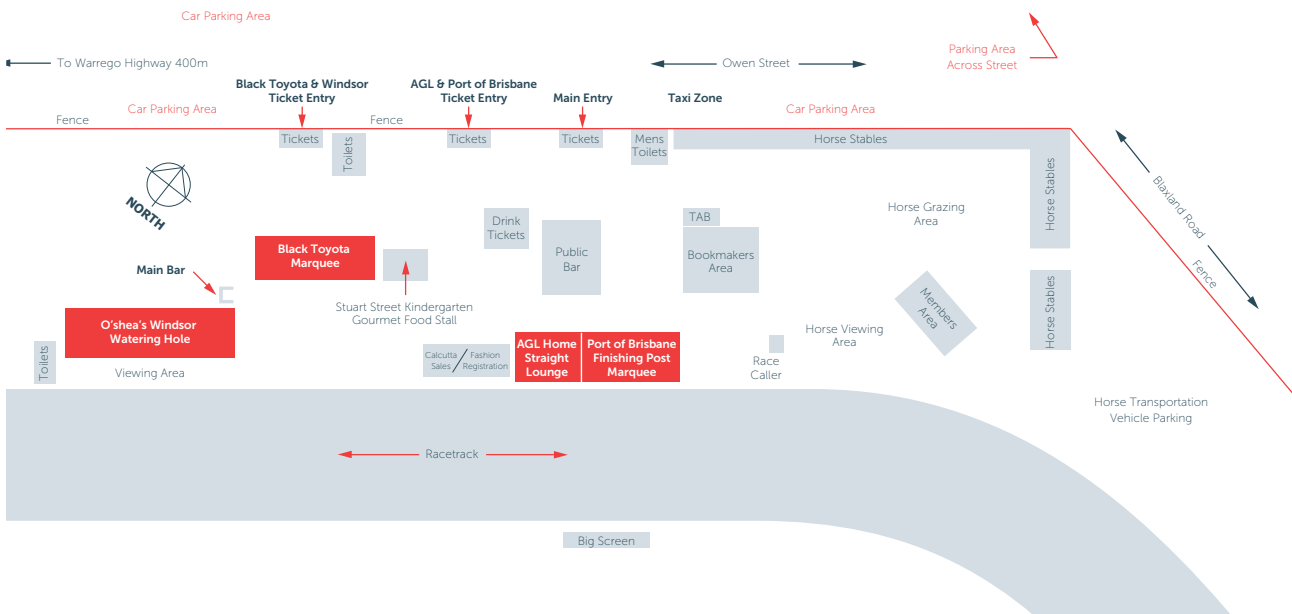 Car Parking Area
To Warrego Highway 400m
Owen Street
Parking Area
Across Street
Black Toyota & Windsor
Ticket Entry
AGL & Port of Brisbane
Ticket Entry
Main Entry
Taxi Zone
Car Parking Area
Car Parking Area
Fence
Fence
Tickets
Toilets
Tickets
Tickets
Mens
Toilets
Horse Stables
Horse Stables
Blaxland Road
Fence
NORTH
Drink
Tickets
TAB
Horse Grazing
Area
Black Toyota
Marquee
Public
Bar
Bookmakers
Area
Main Bar
Stuart Street Kindergarten
Gourmet Food Stall
Members
Area
Horse Stables
O'shea's Windsor
Watering Hole
Horse Viewing
Area
Toilets
Viewing Area
Calcutta / Fashion
Sales / Registration
AGL Home
Straight
Lounge
Port of Brisbane
Finishing Post
Marquee
Race
Caller
Horse Transportation
Vehicle Parking
Racetrack
Big Screen